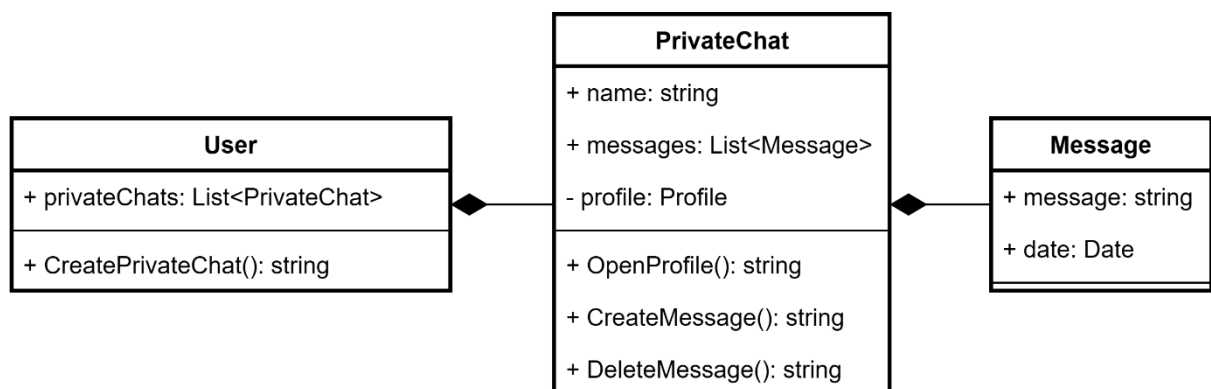 User
+ privateChats: List<PrivateChat>
+ CreatePrivateChat(): string
PrivateChat
+ name: string
+ messages: List<Message>
- profile: Profile
+ OpenProfile(): string
+ CreateMessage(): string
+ DeleteMessage(): string
Message
+ message: string
+ date: Date